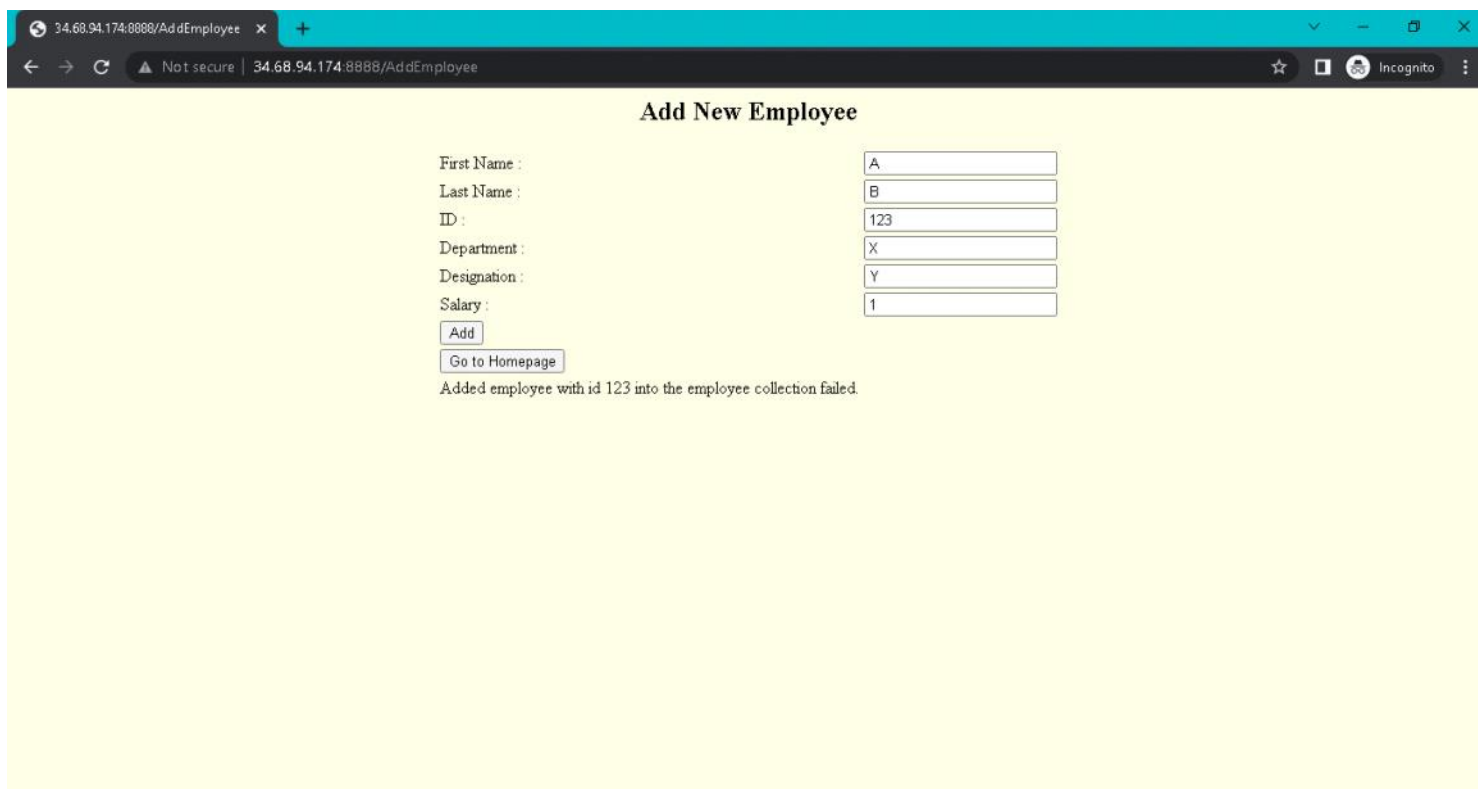 34.68.94.174:8888/AddEmployee
Not secure | 34.68.94.174:8888/AddEmployee
Incognito
Add New Employee
First Name : A
Last Name : B
ID : 123
Department : X
Designation : Y
Salary : 1
Add
Go to Homepage
Added employee with id 123 into the employee collection failed.